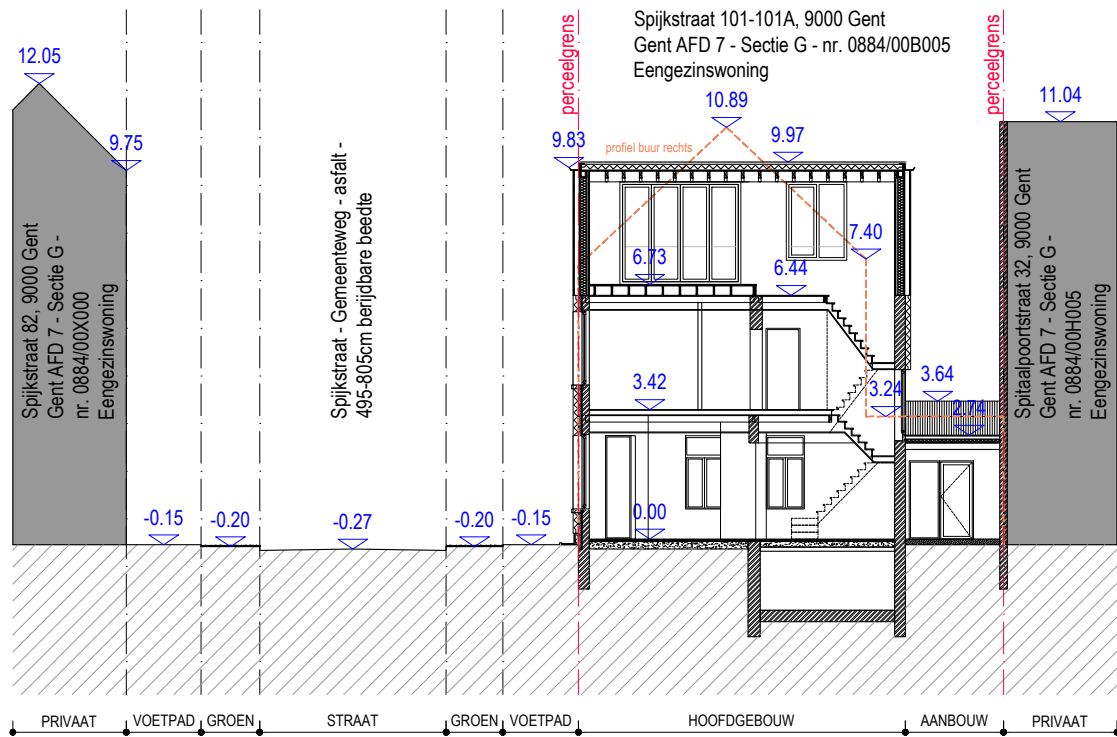 Spijkstraat 101-101A, 9000 Gent
Gent AFD 7 - Sectie G - nr. 0884/00B005
Eengezinswoning
perceelgrens
perceelgrens
12.05
9.75
9.83
10.89
9.97
11.04
profiel buur rechts
7.40
6.73
6.44
3.42
3.24
3.64
2.74
0.00
-0.15
-0.20
-0.27
-0.20
-0.15
Spijkstraat 82, 9000 Gent
Gent AFD 7 - Sectie G -
nr. 0884/00X000
Eengezinswoning
Spijkstraat - Gemeenteweg - asfalt -
495-805cm berijdbare beedte
Spitaalpoortstraat 32, 9000 Gent
Gent AFD 7 - Sectie G -
nr. 0884/00H005
Eengezinswoning
PRIVAAT
VOETPAD
GROEN
STRAAT
GROEN
VOETPAD
HOOFDGEBOUW
AANBOUW
PRIVAAT